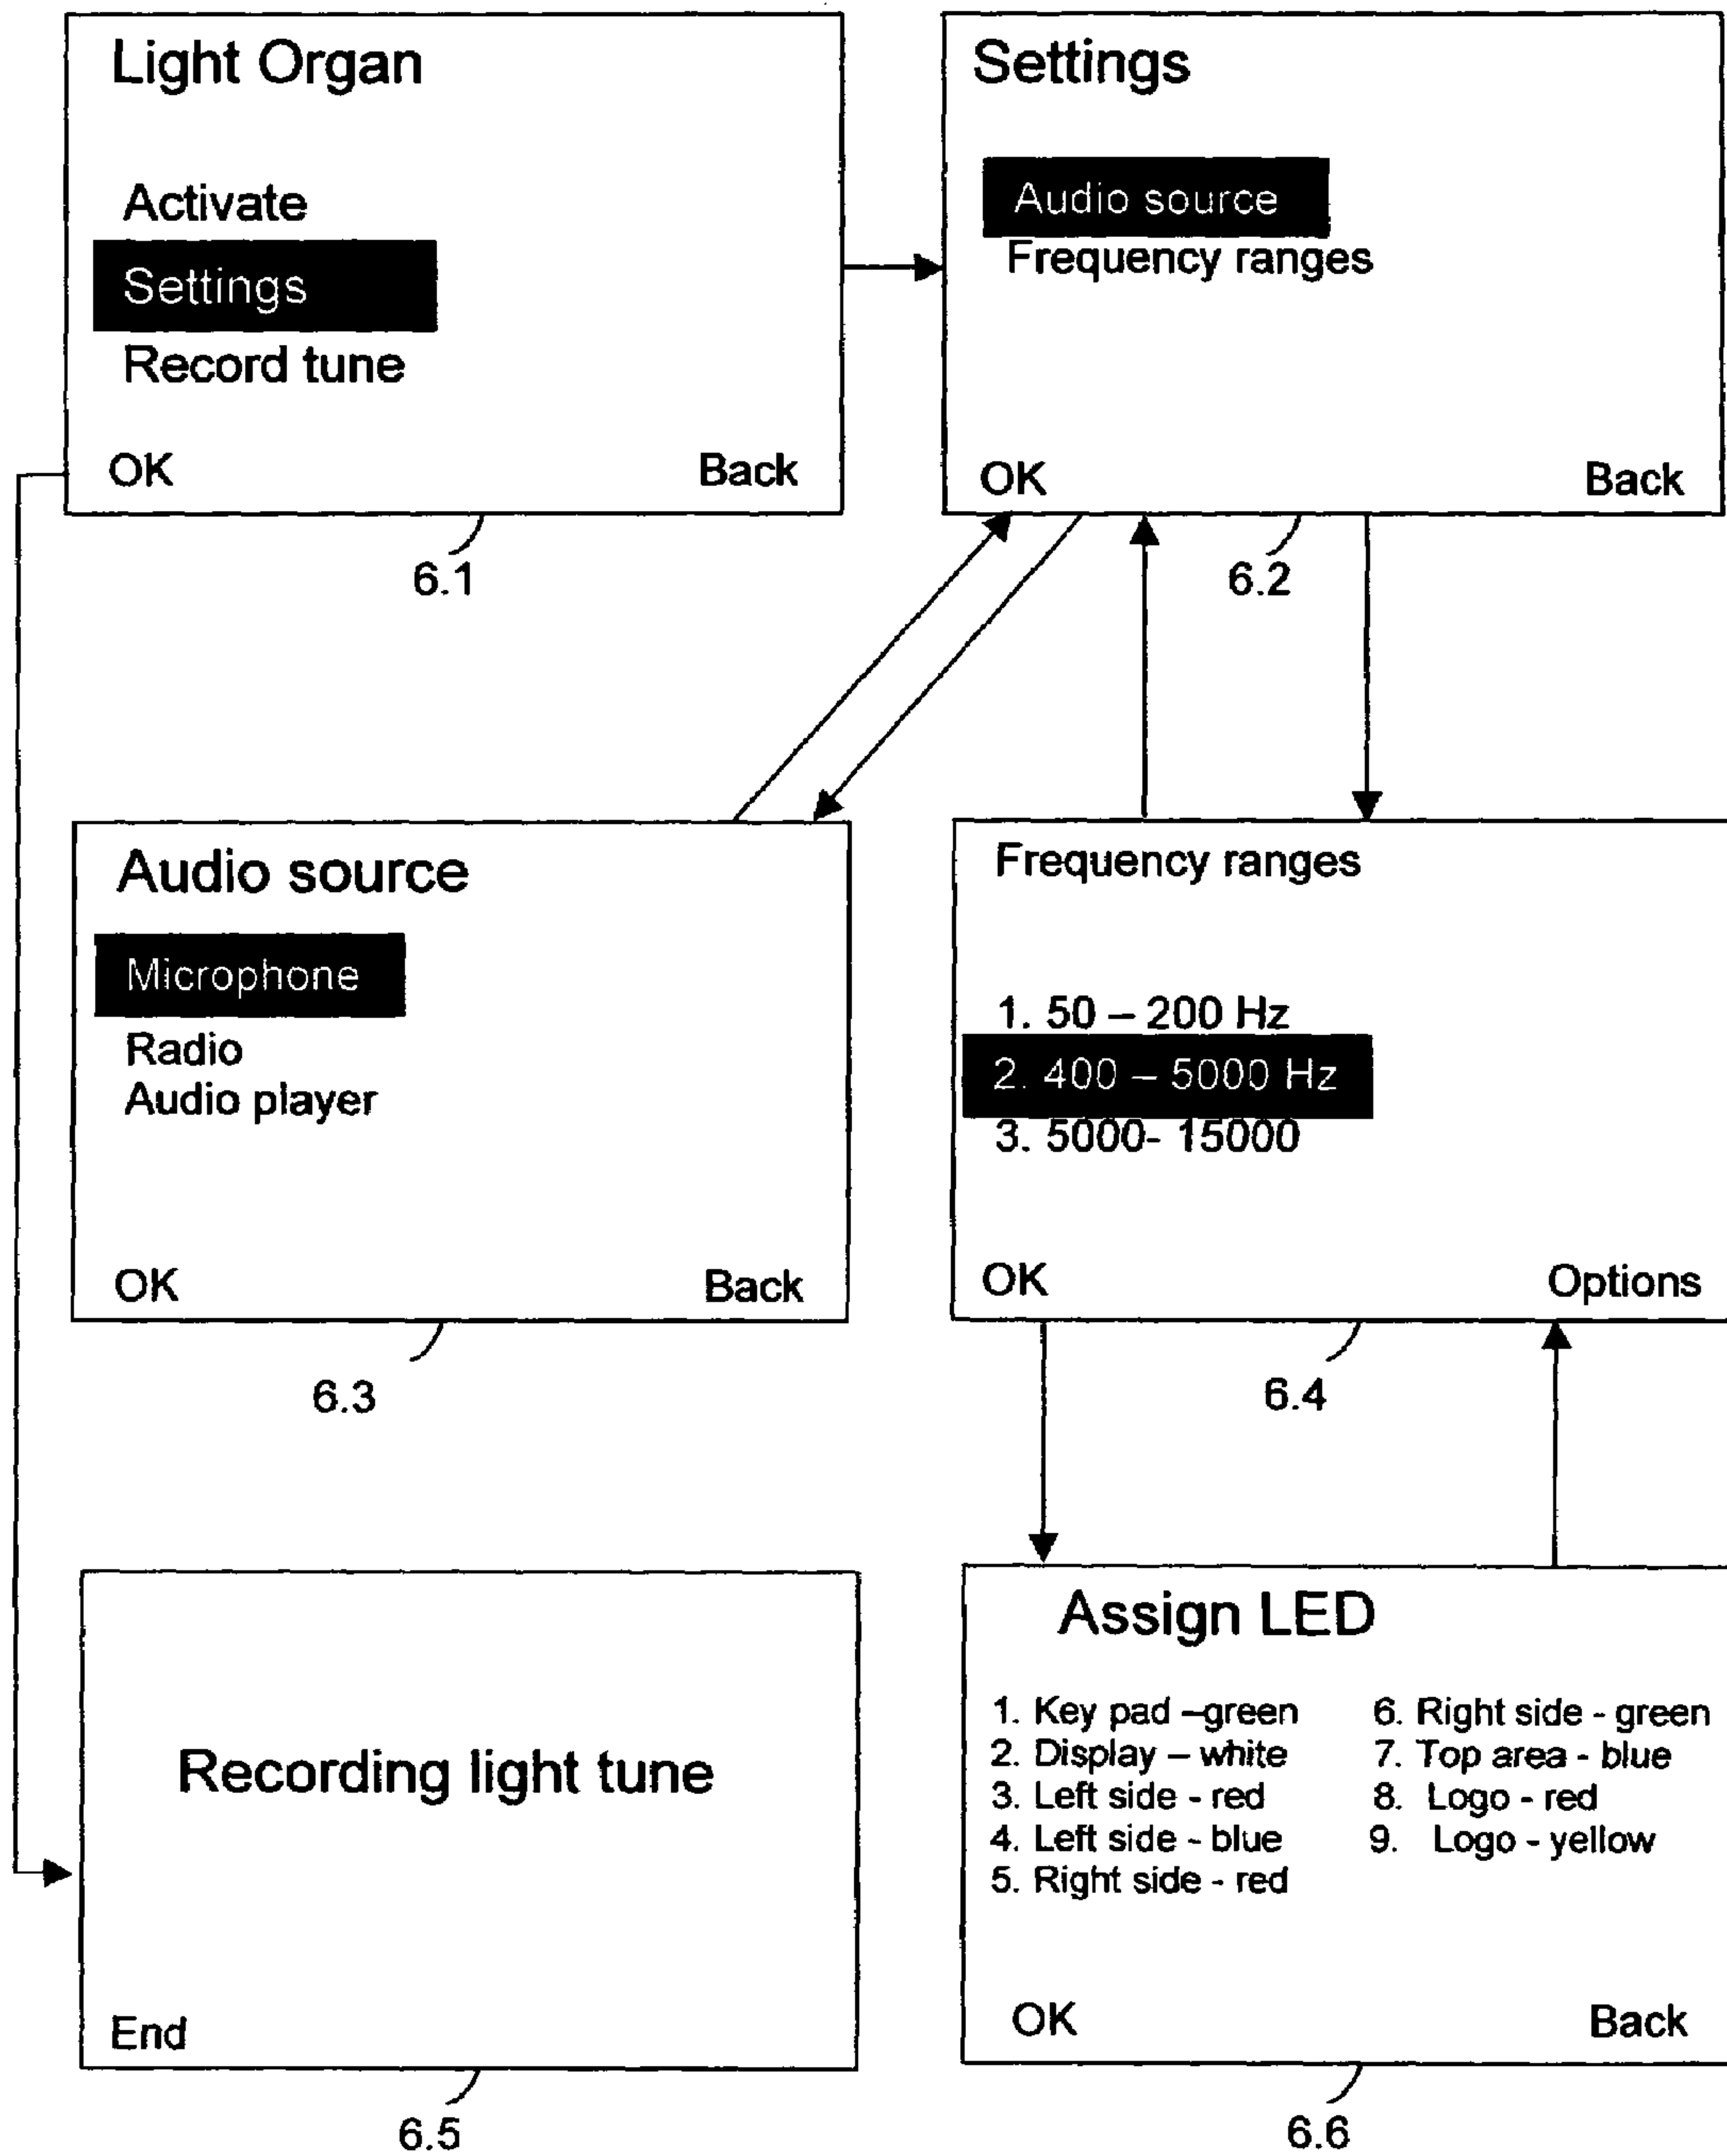 Light Organ
Activate
Settings
Record tune
OK Back
6.1
Settings
Audio source
Frequency ranges
OK Back
6.2
Audio source
Microphone
Radio
Audio player
OK Back
6.3
Frequency ranges
1. 50 – 200 Hz
2. 400 – 5000 Hz
3. 5000- 15000
OK Options
6.4
Recording light tune
End
6.5
Assign LED
1. Key pad –green
2. Display – white
3. Left side - red
4. Left side - blue
5. Right side - red
6. Right side - green
7. Top area - blue
8. Logo - red
9. Logo - yellow
OK Back
6.6